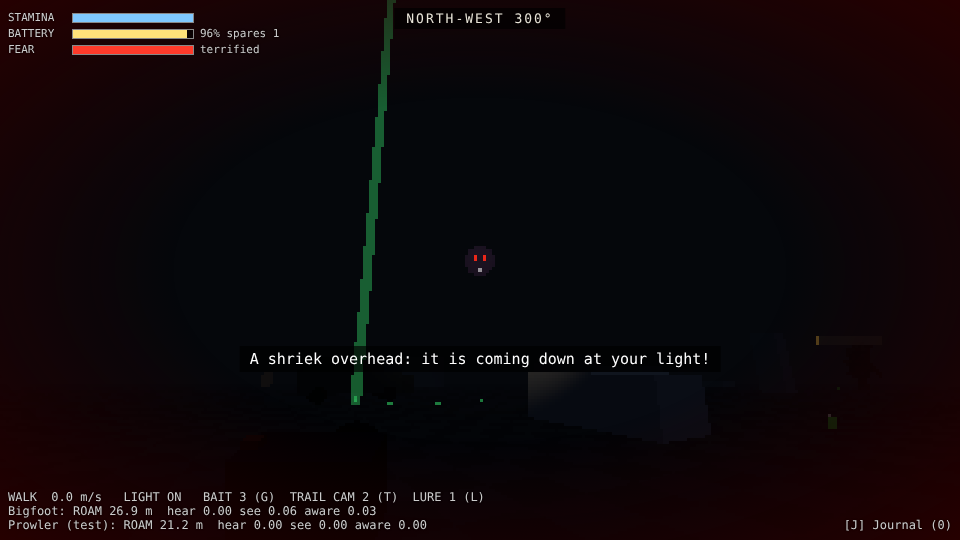 STAMINA
NORTH-WEST 300°
BATTERY 96% spares 1
FEAR terrified
A shriek overhead: it is coming down at your light!
WALK 0.0 m/s LIGHT ON BAIT 3 (G) TRAIL CAM 2 (T) LURE 1 (L)
Bigfoot: ROAM 26.9 m hear 0.00 see 0.06 aware 0.03
Prowler (test): ROAM 21.2 m hear 0.00 see 0.00 aware 0.00
[J] Journal (0)